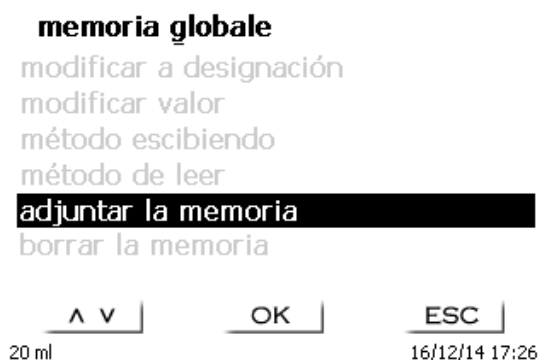 memoria globale
modificar a designación
modificar valor
método escibiendo
método de leer
adjuntar la memoria
borrar la memoria
∧ ∨ OK ESC
20 ml 16/12/14 17:26